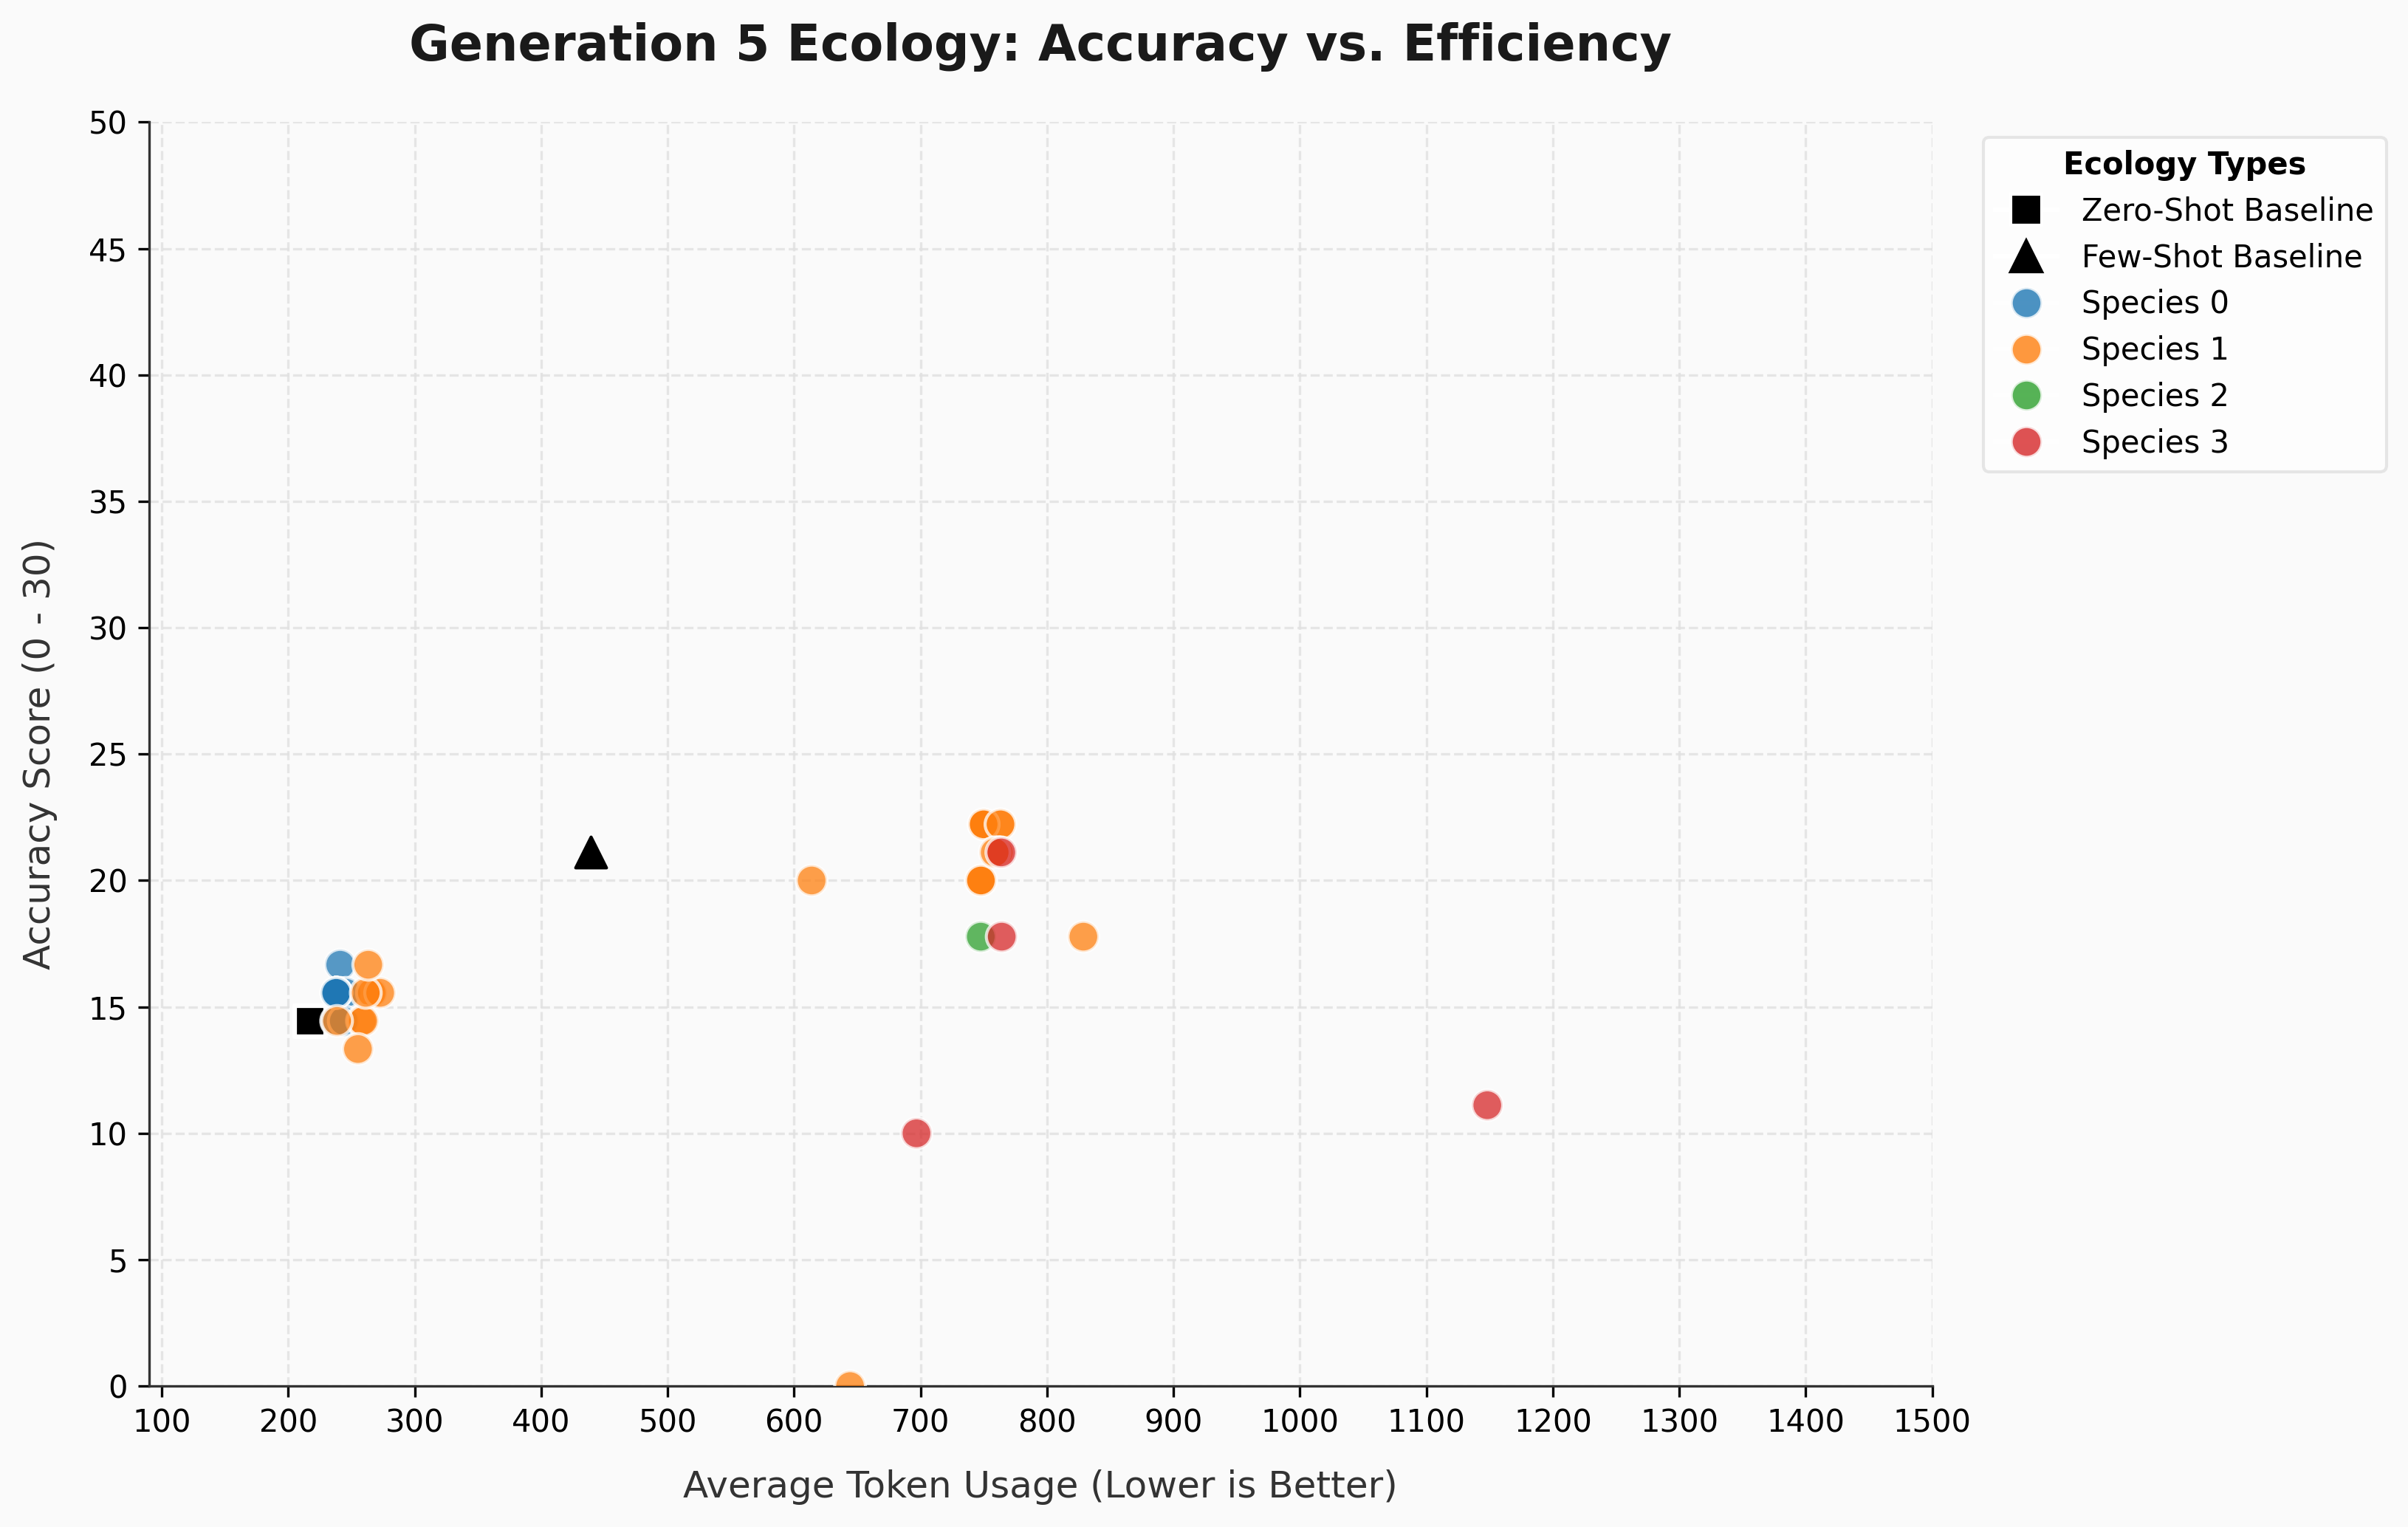 Generation 5 Ecology: Accuracy vs. Efficiency
50
45
40
35
30
25
20
15
10
5
0
Accuracy Score (0 - 30)
100 200 300 400 500 600 700 800 900 1000 1100 1200 1300 1400 1500
Average Token Usage (Lower is Better)
Ecology Types
Zero-Shot Baseline
Few-Shot Baseline
Species 0
Species 1
Species 2
Species 3